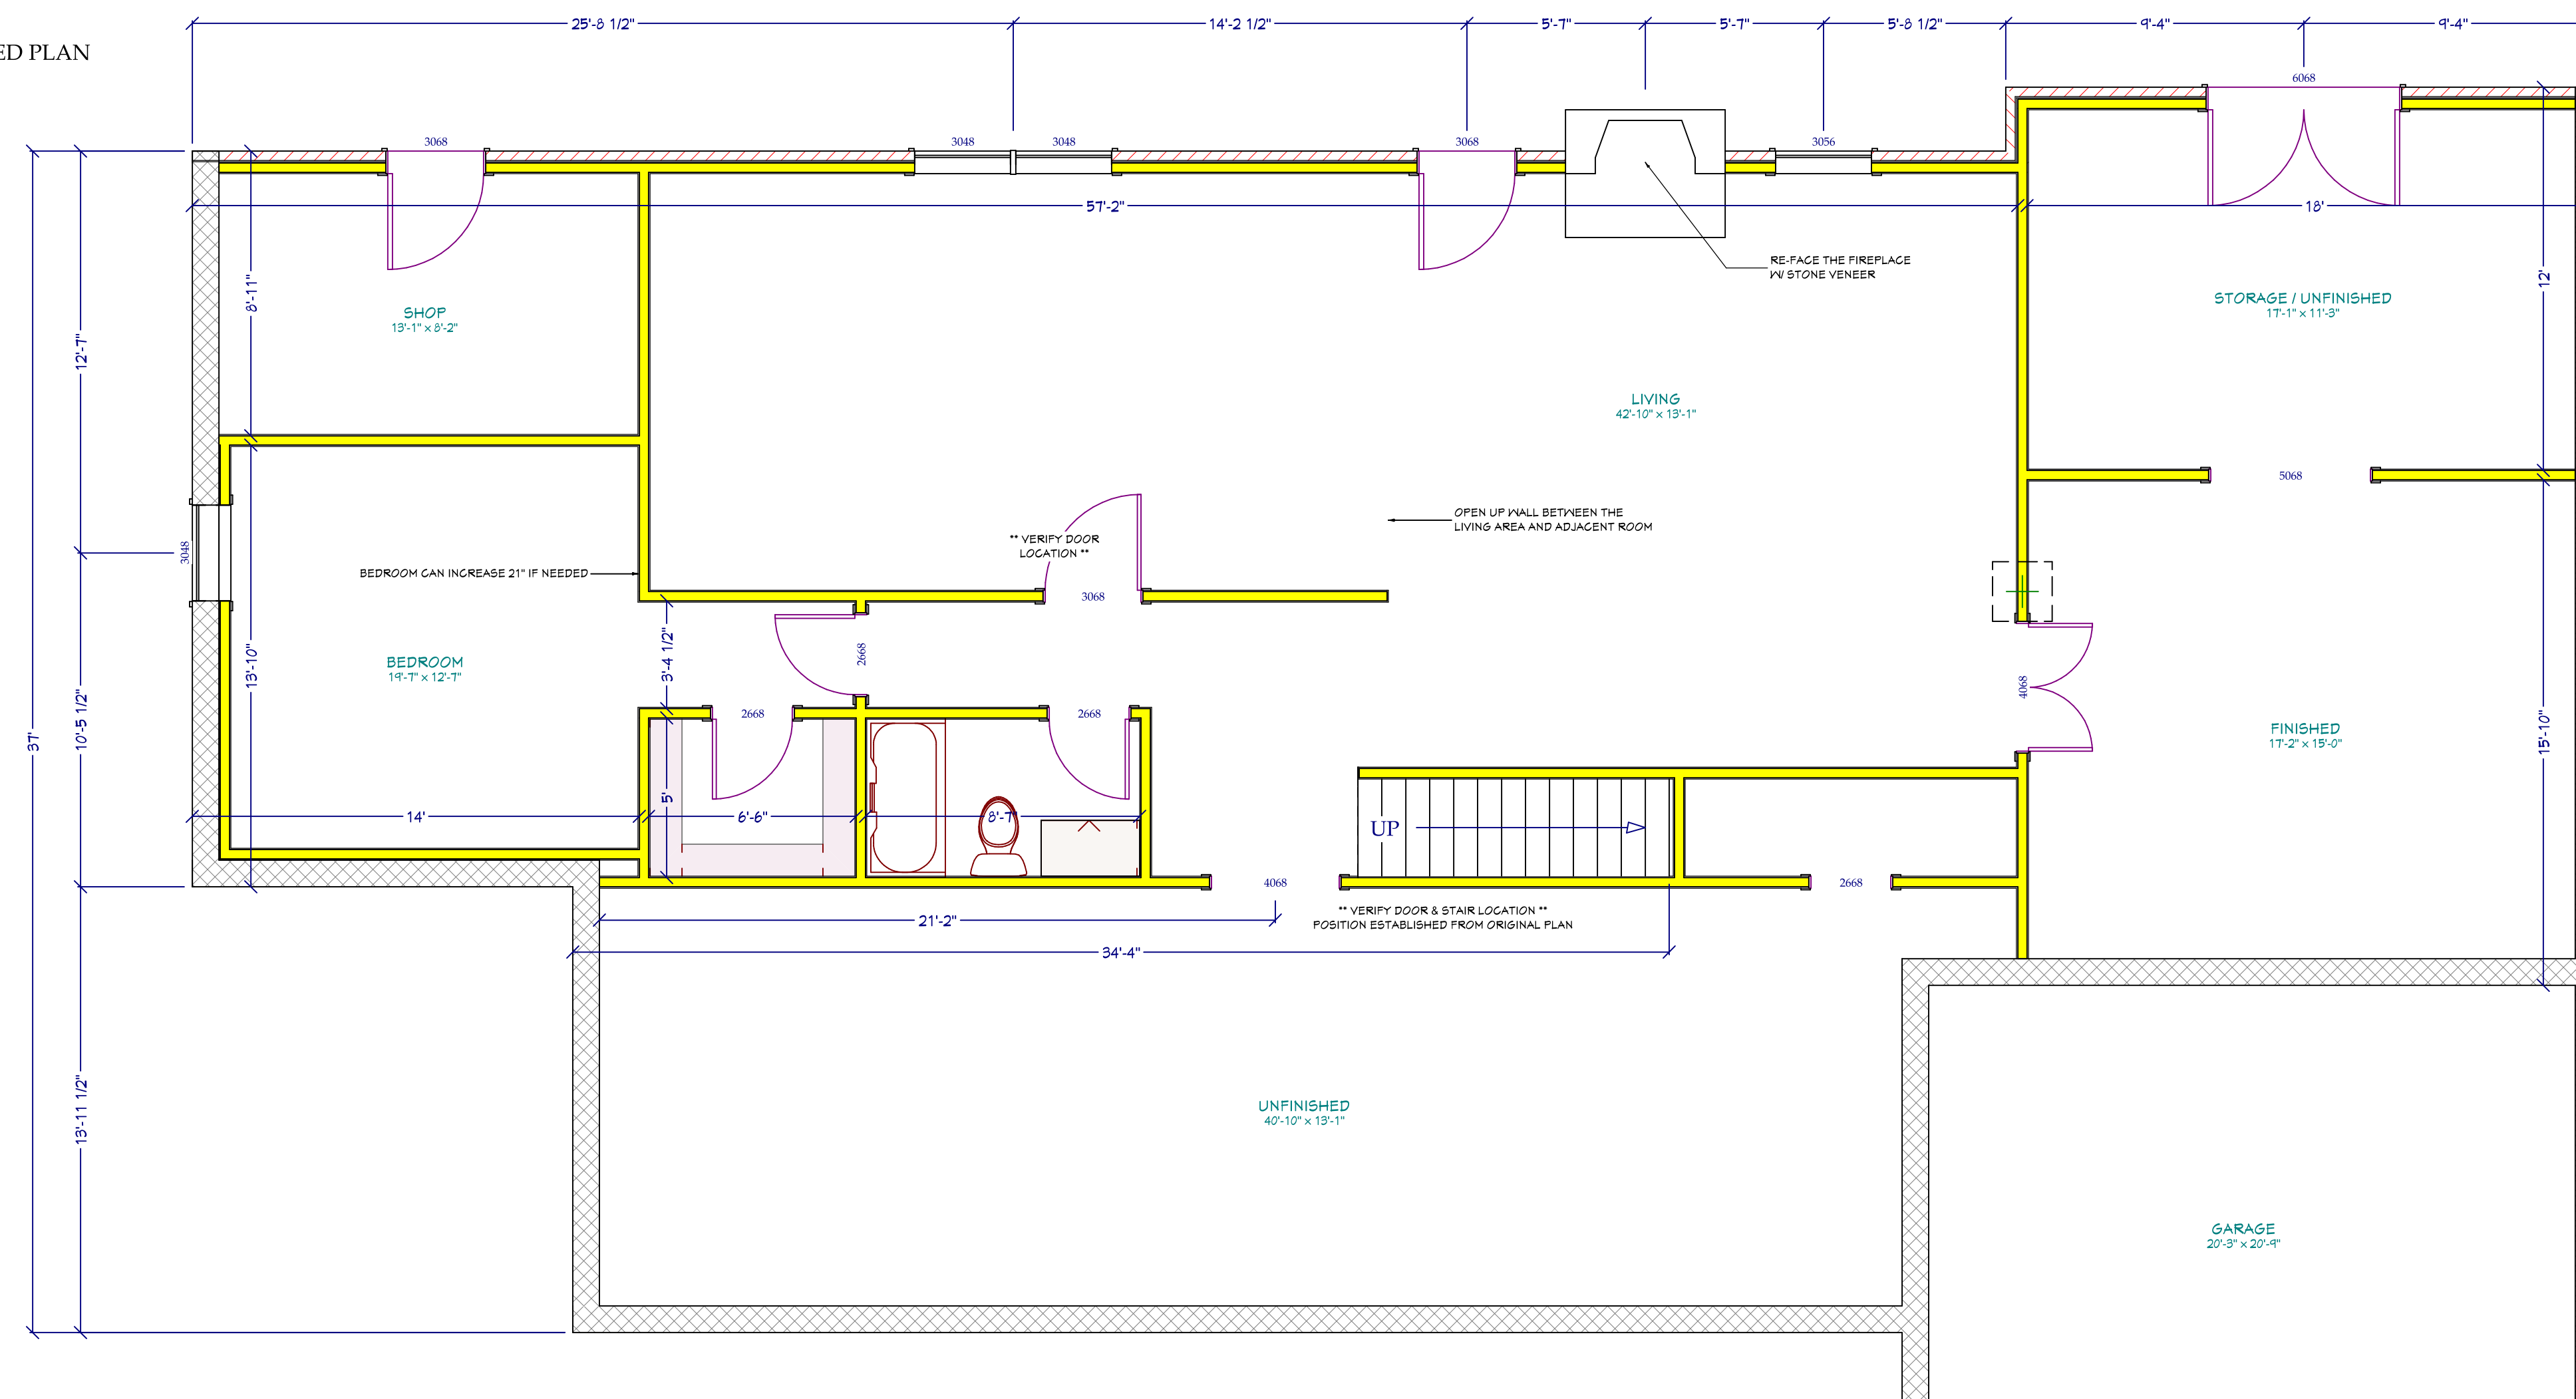 25'-8 1/2"
14'-2 1/2"
5'-7"
5'-7"
5'-8 1/2"
9'-4"
9'-4"
ED PLAN
6068
3068
3048
3048
3068
3056
57'-2"
18'
RE-FACE THE FIREPLACE
W/ STONE VENEER
8'-11"
12'
SHOP
13'-1" x 8'-2"
STORAGE / UNFINISHED
17'-1" x 11'-3"
12'-7"
LIVING
42'-10" x 13'-1"
5068
OPEN UP WALL BETWEEN THE
LIVING AREA AND ADJACENT ROOM
** VERIFY DOOR
LOCATION **
3048
BEDROOM CAN INCREASE 21" IF NEEDED
3068
13'-10"
3'-4 1/2"
2668
BEDROOM
19'-7" x 12'-7"
4068
37'
10'-5 1/2"
2668
2668
FINISHED
17'-2" x 15'-0"
15'-10"
5'
14'
6'-6"
8'-7"
UP
4068
2668
** VERIFY DOOR & STAIR LOCATION **
POSITION ESTABLISHED FROM ORIGINAL PLAN
21'-2"
34'-4"
13'-11 1/2"
UNFINISHED
40'-10" x 13'-1"
GARAGE
20'-3" x 20'-9"